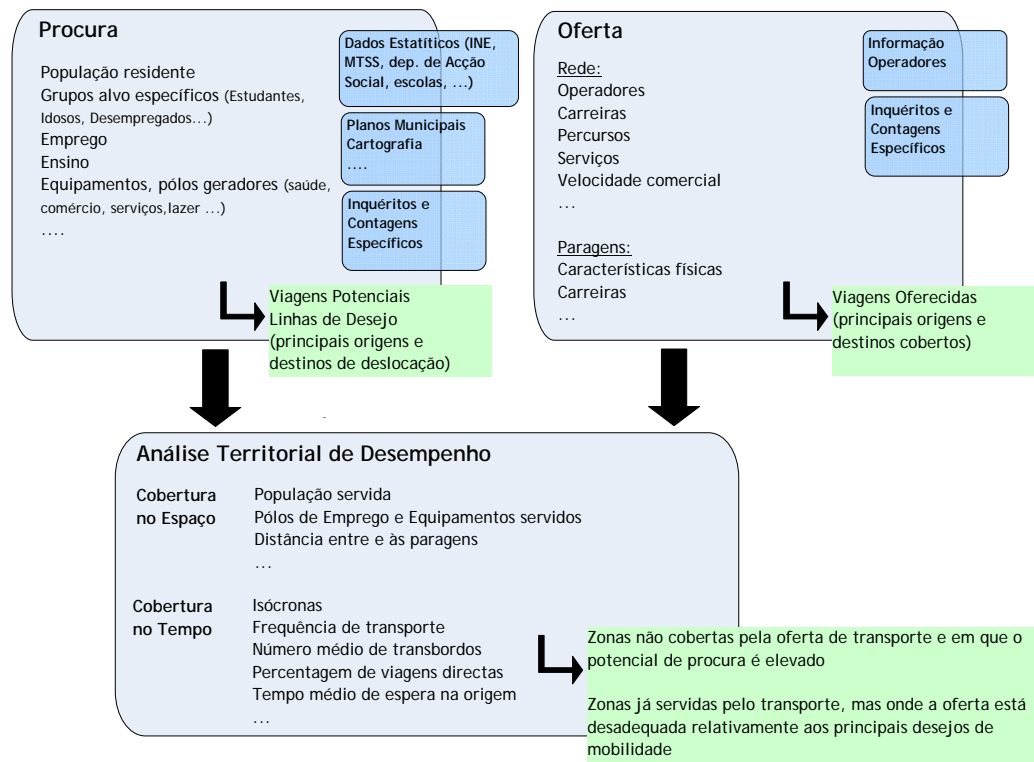 Procura
População residente
Grupos alvo específicos (Estudantes,
Idosos, Desempregados...)
Emprego
Ensino
Equipamentos, pólos geradores (saúde,
comércio, serviços,lazer ...)
....
Dados Estatíticos (INE,
MTSS, dep. de Acção
Social, escolas, ...)
Planos Municipais
Cartografia
....
Inquéritos e
Contagens
Específicos
Viagens Potenciais
Linhas de Desejo
(principais origens e
destinos de deslocação)
Oferta
Rede:
Operadores
Carreiras
Percursos
Serviços
Velocidade comercial
...
Paragens:
Características físicas
Carreiras
...
Informação
Operadores
Inquéritos e
Contagens
Específicos
Viagens Oferecidas
(principais origens e
destinos cobertos)
Análise Territorial de Desempenho
Cobertura
no Espaço
População servida
Pólos de Emprego e Equipamentos servidos
Distância entre e às paragens
...
Cobertura
no Tempo
Isócronas
Frequência de transporte
Número médio de transbordos
Percentagem de viagens directas
Tempo médio de espera na origem
...
Zonas não cobertas pela oferta de transporte e em que o
potencial de procura é elevado
Zonas já servidas pelo transporte, mas onde a oferta está
desadequada relativamente aos principais desejos de
mobilidade